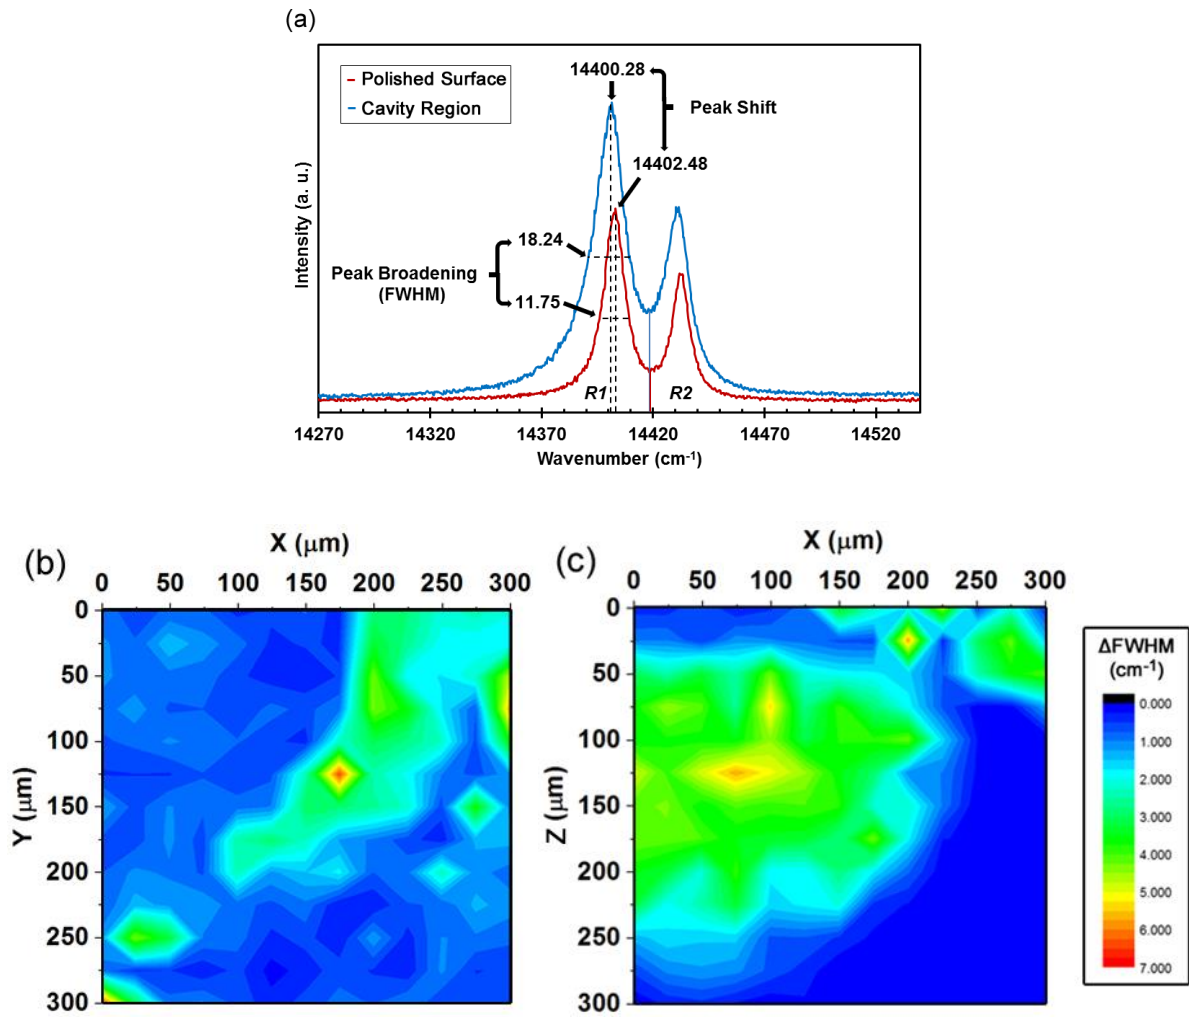 (a)
– Polished Surface
– Cavity Region
14400.28
Peak Shift
14402.48
18.24
Peak Broadening
(FWHM)
11.75
R1
R2
Intensity (a. u.)
14270
14320
14370
14420
14470
14520
Wavenumber (cm-1)
(b)
X (µm)
0
50
100
150
200
250
300
Y (µm)
0
50
100
150
200
250
300
(c)
X (µm)
0
50
100
150
200
250
300
Z (µm)
0
50
100
150
200
250
300
ΔFWHM
(cm-1)
0.000
1.000
2.000
3.000
4.000
5.000
6.000
7.000